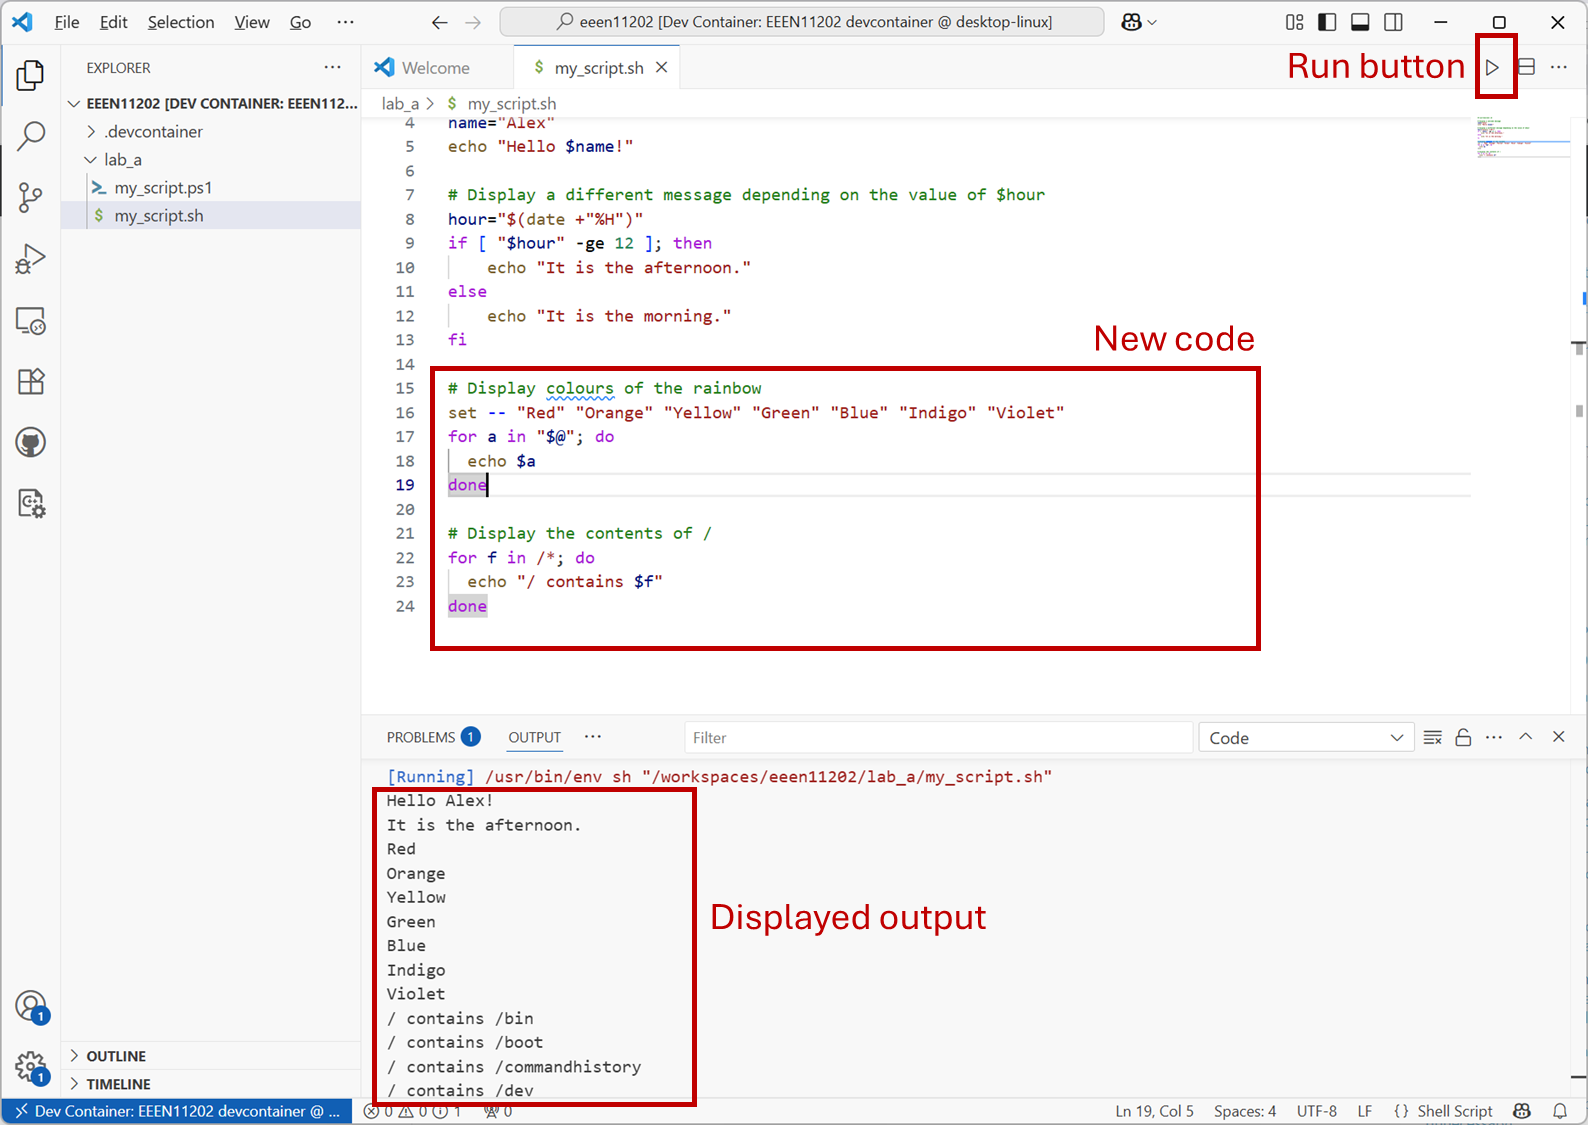 File Edit Selection View Go ···
eeen11202 [Dev Container: EEEN11202 devcontainer @ desktop-linux]
EXPLORER ···
Welcome
$ my_script.sh
Run button
EEEN11202 [DEV CONTAINER: EEEN112...
.devcontainer
lab_a
my_script.ps1
$ my_script.sh
lab_a > $ my_script.sh
4 name="Alex"
5 echo "Hello $name!"
6
7 # Display a different message depending on the value of $hour
8 hour="$(date +"%H")"
9 if [ "$hour" -ge 12 ]; then
10 echo "It is the afternoon."
11 else
12 echo "It is the morning."
13 fi
14
New code
15 # Display colours of the rainbow
16 set -- "Red" "Orange" "Yellow" "Green" "Blue" "Indigo" "Violet"
17 for a in "$@"; do
18 echo $a
19 done
20
21 # Display the contents of /
22 for f in /*; do
23 echo "/ contains $f"
24 done
PROBLEMS 1 OUTPUT ··· Filter Code
[Running] /usr/bin/env sh "/workspaces/eeen11202/lab_a/my_script.sh"
Hello Alex!
It is the afternoon.
Red
Orange
Yellow
Green
Blue
Indigo
Violet
/ contains /bin
/ contains /boot
/ contains /commandhistory
/ contains /dev
Displayed output
1
1
OUTLINE
TIMELINE
Dev Container: EEEN11202 devcontainer @ ... 0 0 1 0 Ln 19, Col 5 Spaces: 4 UTF-8 LF {} Shell Script